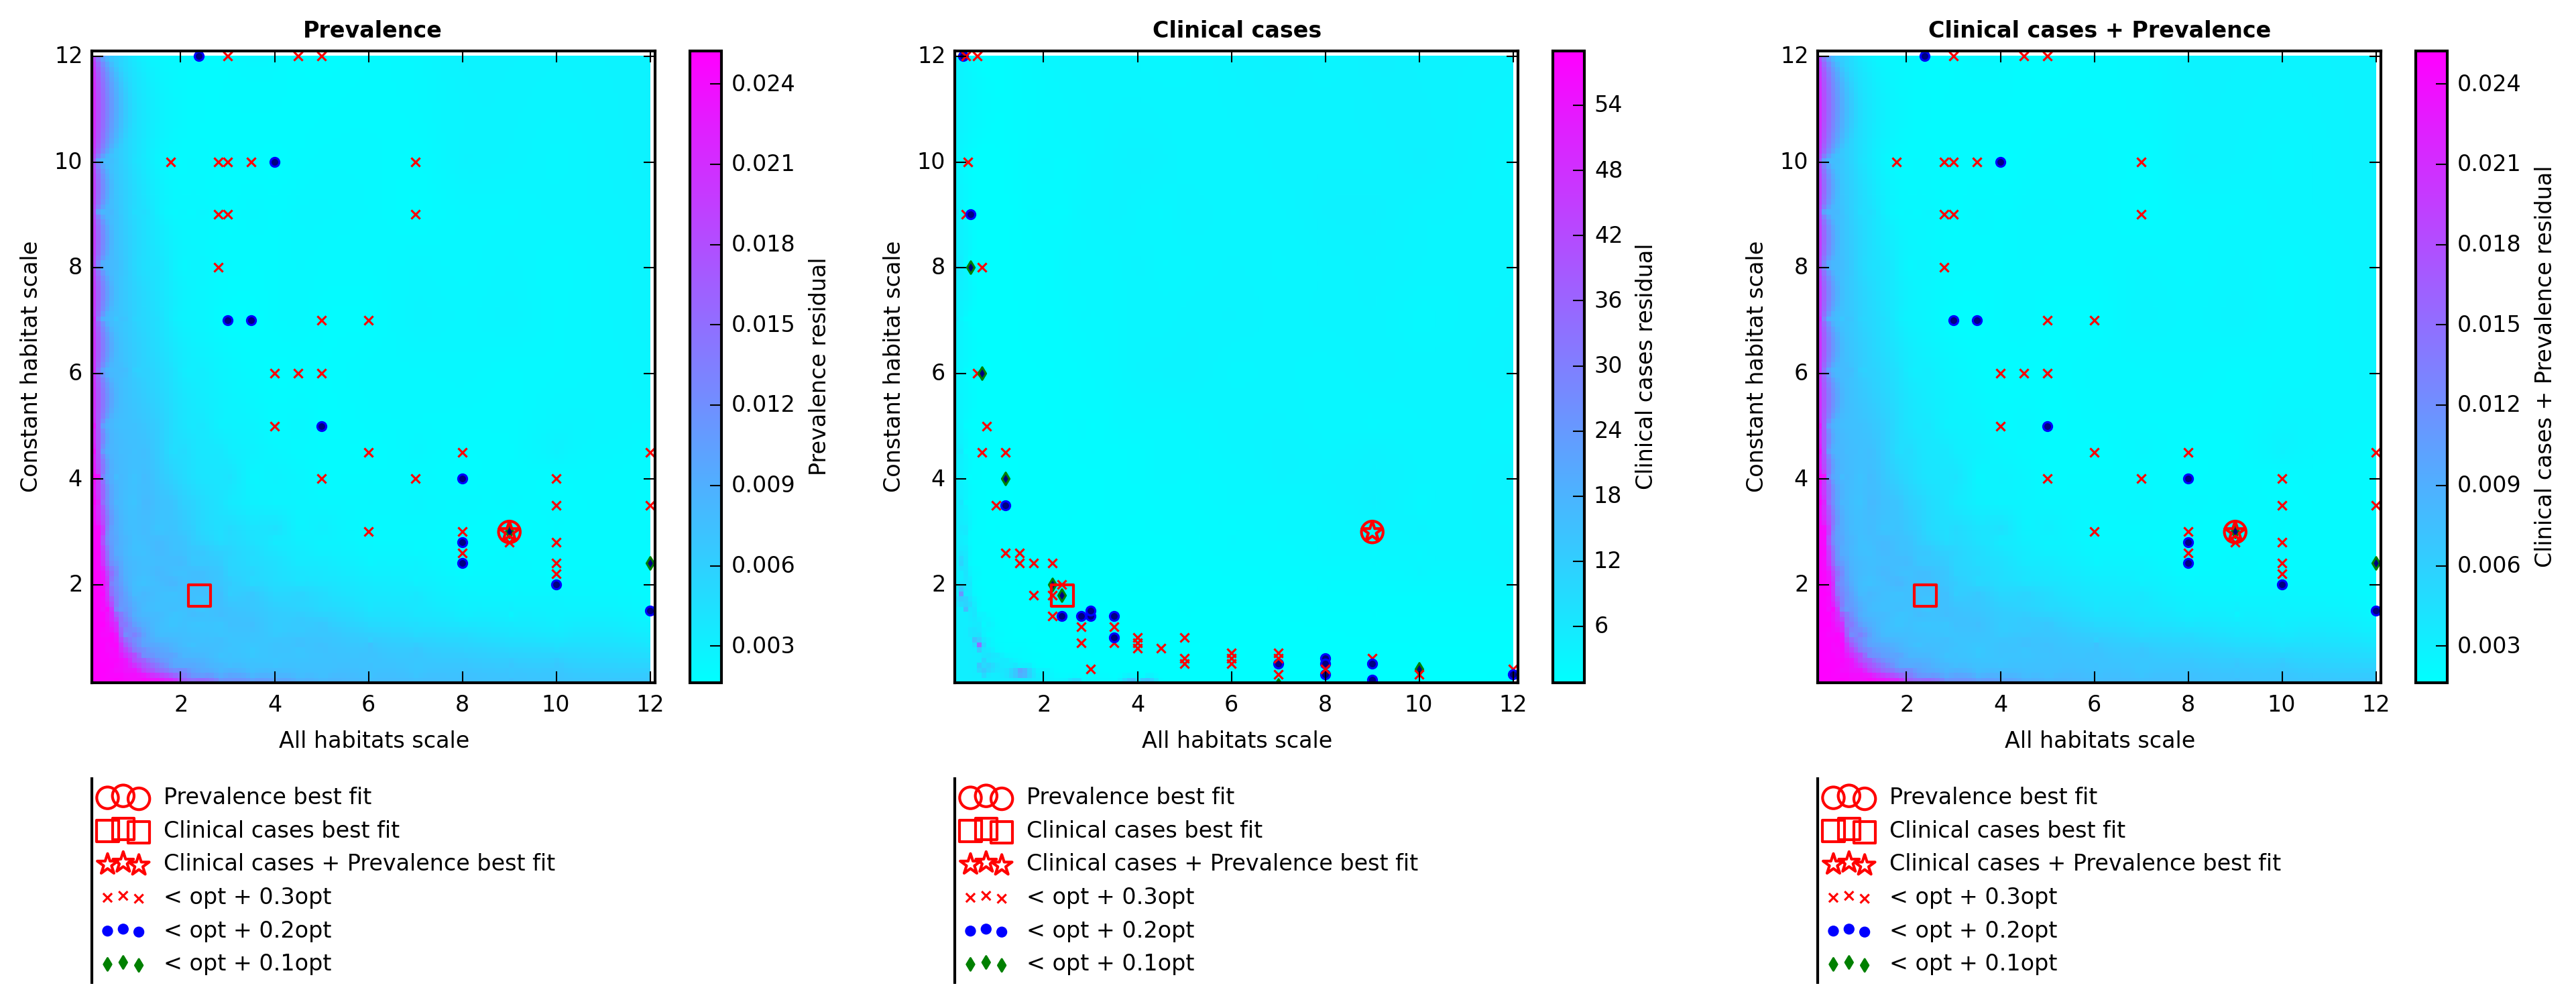 Prevalence
12
10
8
6
4
2
Constant habitat scale
2 4 6 8 10 12
All habitats scale
0.024
0.021
0.018
0.015
0.012
0.009
0.006
0.003
Prevalence residual
Prevalence best fit
Clinical cases best fit
Clinical cases + Prevalence best fit
< opt + 0.3opt
< opt + 0.2opt
< opt + 0.1opt
Clinical cases
12
10
8
6
4
2
Constant habitat scale
2 4 6 8 10 12
All habitats scale
54
48
42
36
30
24
18
12
6
Clinical cases residual
Prevalence best fit
Clinical cases best fit
Clinical cases + Prevalence best fit
< opt + 0.3opt
< opt + 0.2opt
< opt + 0.1opt
Clinical cases + Prevalence
12
10
8
6
4
2
Constant habitat scale
2 4 6 8 10 12
All habitats scale
0.024
0.021
0.018
0.015
0.012
0.009
0.006
0.003
Clinical cases + Prevalence residual
Prevalence best fit
Clinical cases best fit
Clinical cases + Prevalence best fit
< opt + 0.3opt
< opt + 0.2opt
< opt + 0.1opt